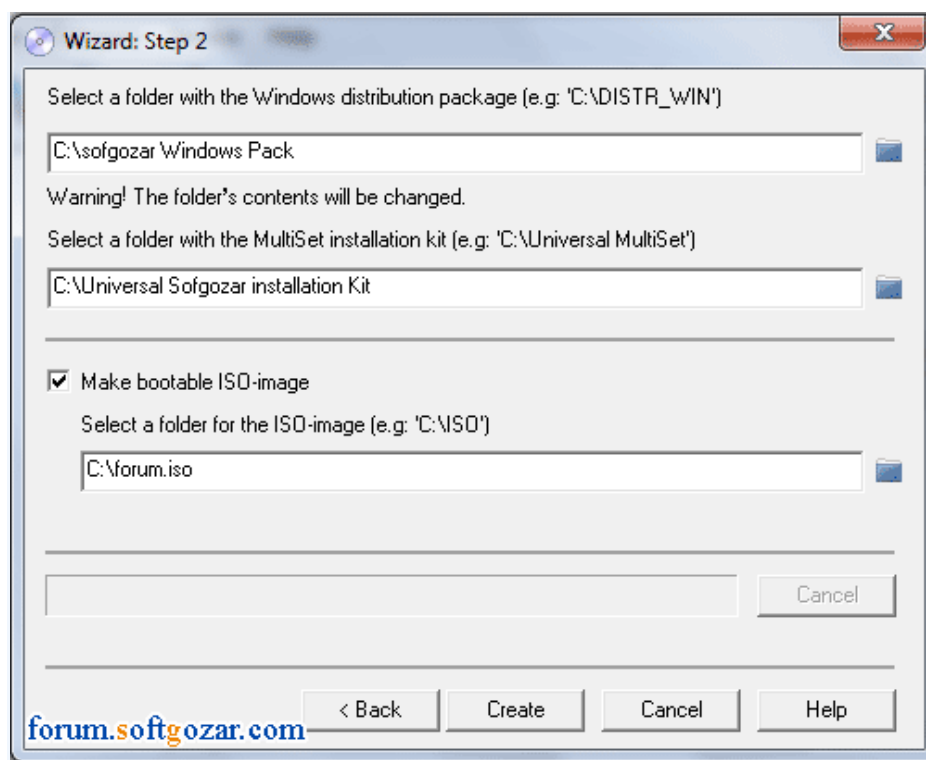 Wizard: Step 2
Select a folder with the Windows distribution package (e.g: 'C:\DISTR_WIN')
C:\sofgozar Windows Pack
Warning! The folder's contents will be changed.
Select a folder with the MultiSet installation kit (e.g: 'C:\Universal MultiSet')
C:\Universal Sofgozar installation Kit
Make bootable ISO-image
Select a folder for the ISO-image (e.g: 'C:\ISO')
C:\forum.iso
Cancel
< Back Create Cancel Help
forum.softgozar.com